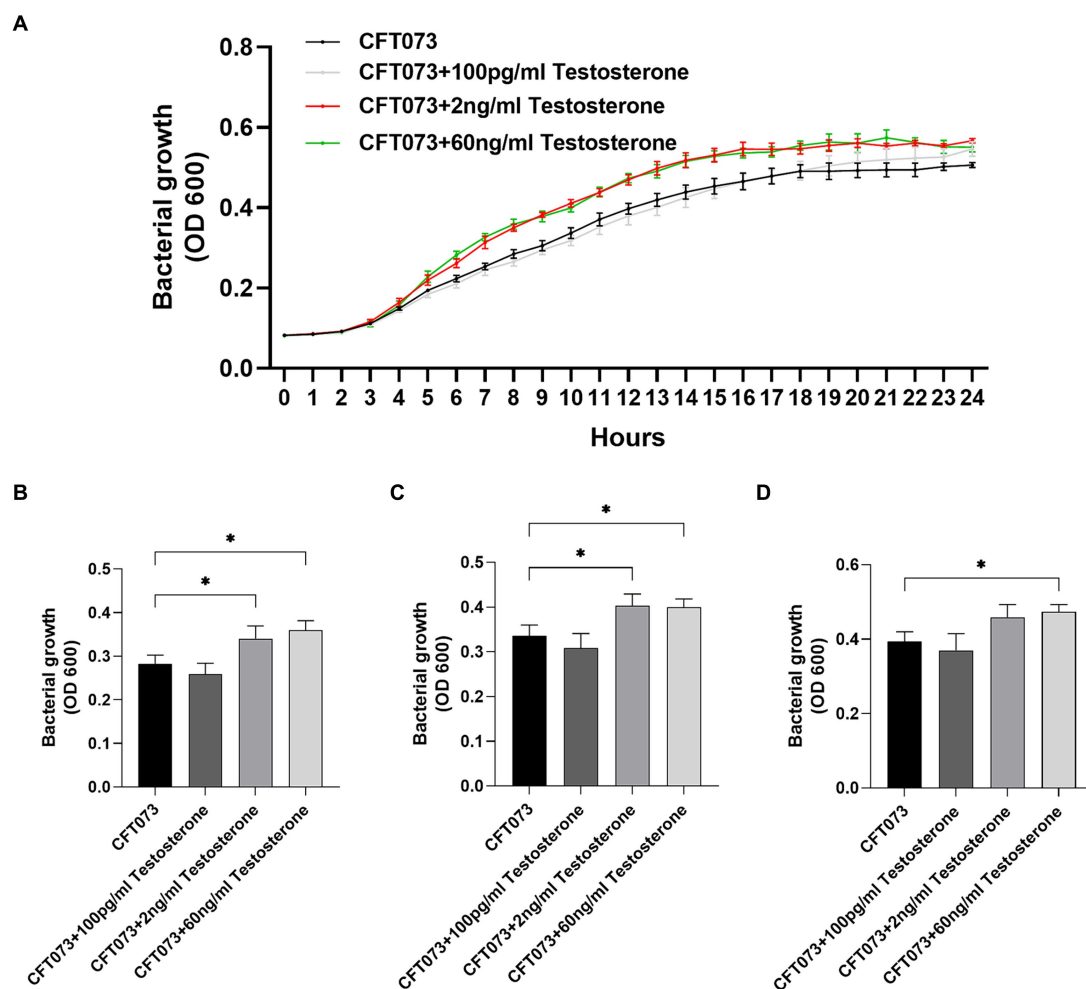 A
CFT073
CFT073+100pg/ml Testosterone
CFT073+2ng/ml Testosterone
CFT073+60ng/ml Testosterone
Bacterial growth
(OD 600)
0.8
0.6
0.4
0.2
0.0
0 1 2 3 4 5 6 7 8 9 10 11 12 13 14 15 16 17 18 19 20 21 22 23 24
Hours
B
Bacterial growth
(OD 600)
0.5
0.4
0.3
0.2
0.1
0.0
*
*
CFT073
CFT073+100pg/ml Testosterone
CFT073+2ng/ml Testosterone
CFT073+60ng/ml Testosterone
C
Bacterial growth
(OD 600)
0.5
0.4
0.3
0.2
0.1
0.0
*
*
CFT073
CFT073+100pg/ml Testosterone
CFT073+2ng/ml Testosterone
CFT073+60ng/ml Testosterone
D
Bacterial growth
(OD 600)
0.6
0.4
0.2
0.0
*
CFT073
CFT073+100pg/ml Testosterone
CFT073+2ng/ml Testosterone
CFT073+60ng/ml Testosterone